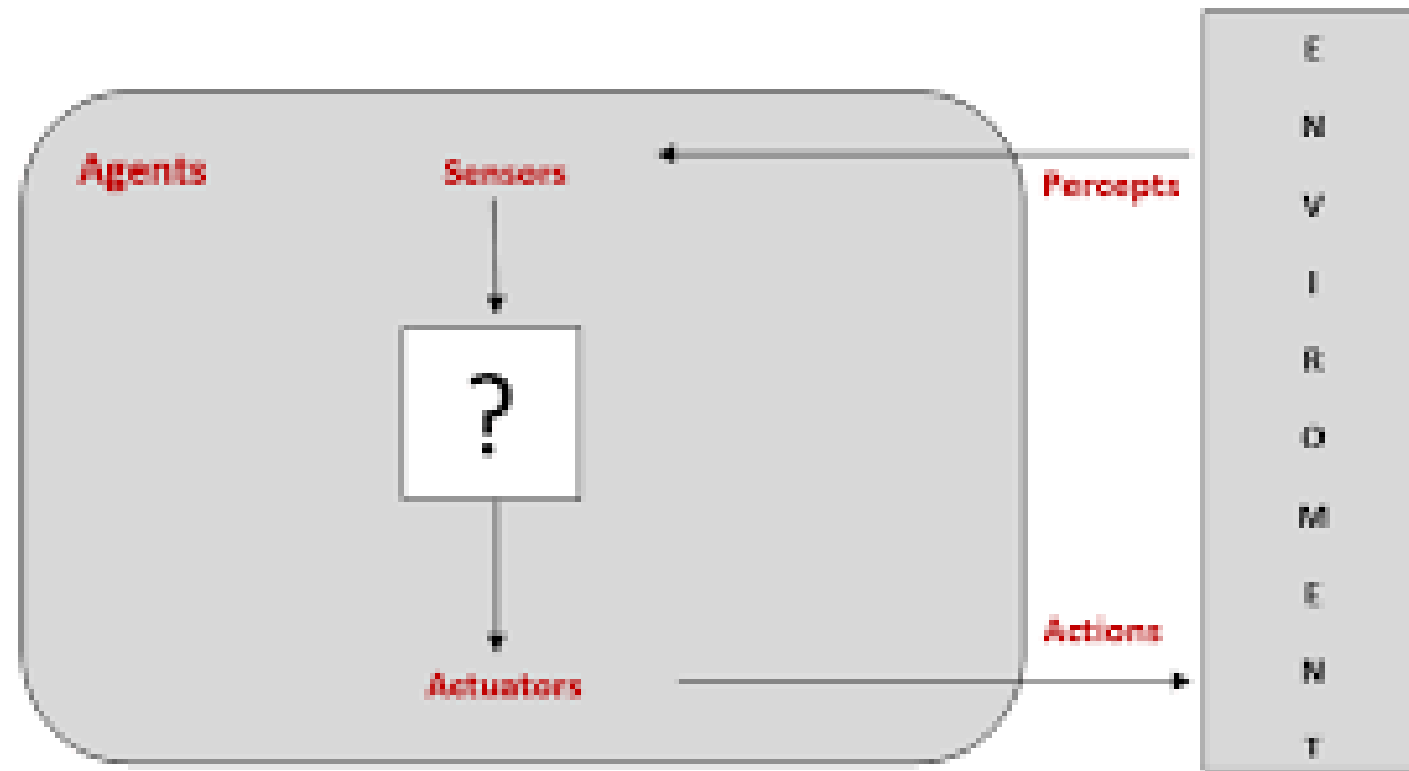 Agents
Sensors
Percepts
?
Actions
Actuators
E
N
V
I
R
O
M
E
N
T